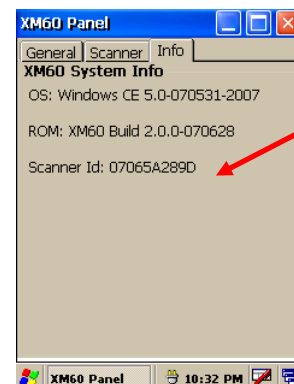 XM60 Panel
General Scanner Info
XM60 System Info
OS: Windows CE 5.0-070531-2007
ROM: XM60 Build 2.0.0-070628
Scanner Id: 07065A289D
XM60 Panel 10:32 PM